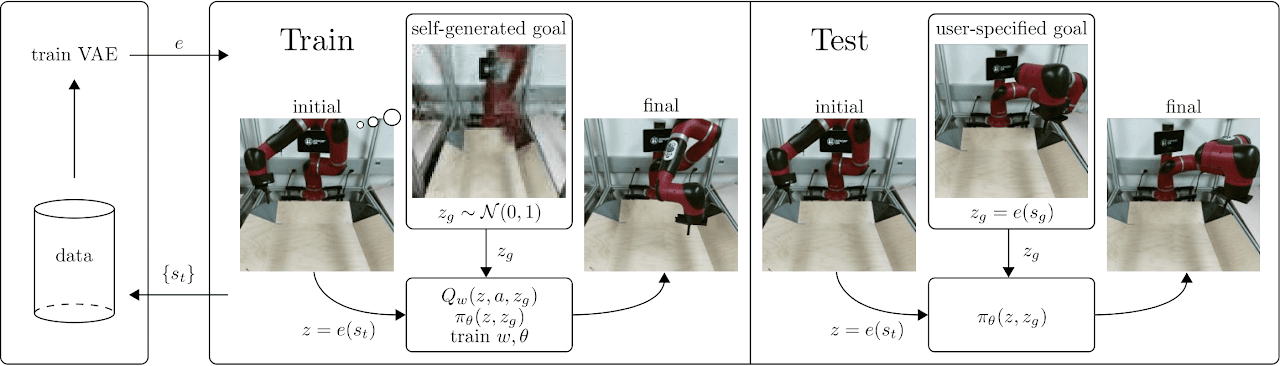 train VAE
e
data
{s_t}
Train
initial
self-generated goal
z_g ∼ 𝒩(0, 1)
z_g
final
z = e(s_t)
Q_w(z, a, z_g)
π_θ(z, z_g)
train w, θ
Test
initial
user-specified goal
z_g = e(s_g)
z_g
final
z = e(s_t)
π_θ(z, z_g)